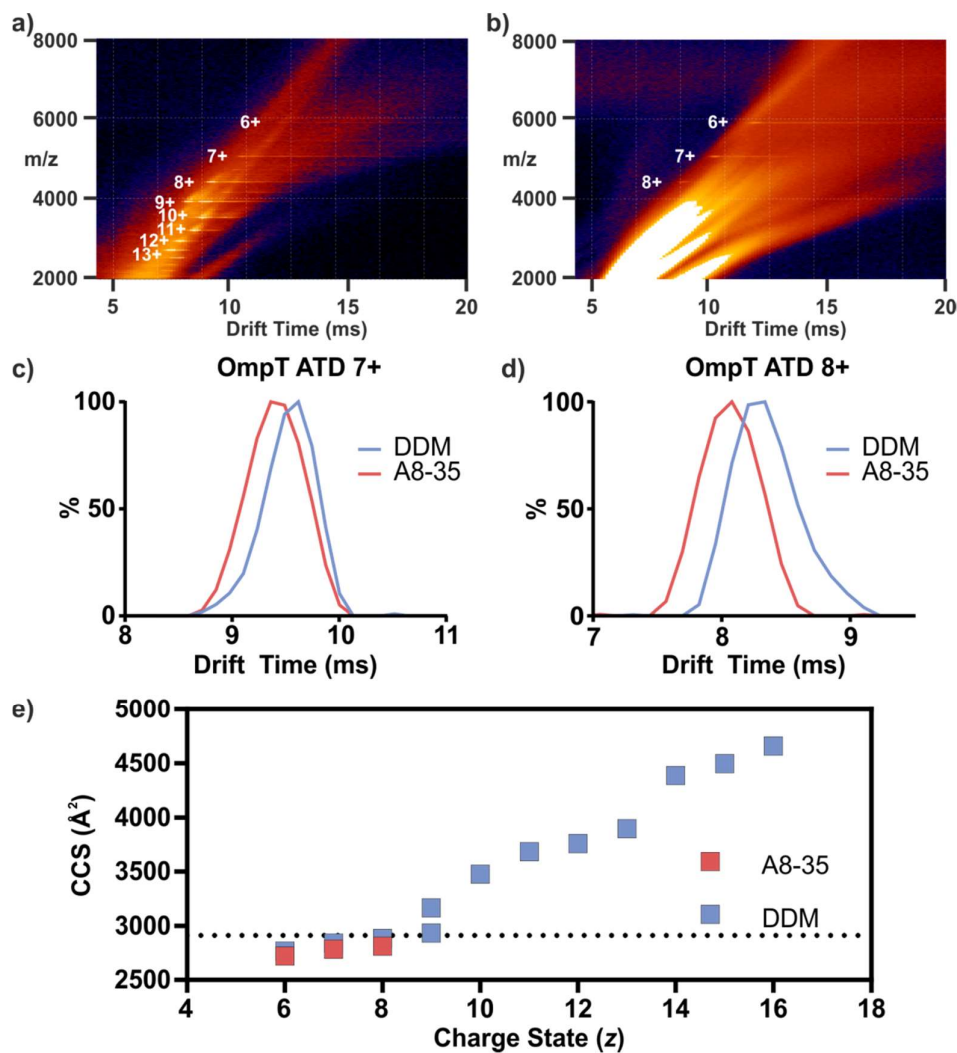 a)
8000
6000
m/z
4000
2000
6+
7+
8+
9+
10+
11+
12+
13+
5 10 15 20
Drift Time (ms)
b)
8000
6000
m/z
4000
2000
6+
7+
8+
5 10 15 20
Drift Time (ms)
c)
OmpT ATD 7+
100
50
0
%
DDM
A8-35
8 9 10 11
Drift Time (ms)
d)
OmpT ATD 8+
100
50
0
%
DDM
A8-35
7 8 9
Drift Time (ms)
e)
5000
4500
4000
3500
3000
2500
CCS (Å²)
A8-35
DDM
4 6 8 10 12 14 16 18
Charge State (z)